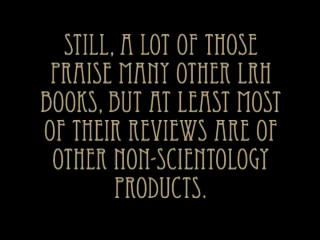 STILL, A LOT OF THOSE
PRAISE MANY OTHER LRH
BOOKS, BUT AT LEAST MOST
OF THEIR REVIEWS ARE OF
OTHER NON-SCIENTOLOGY
PRODUCTS.